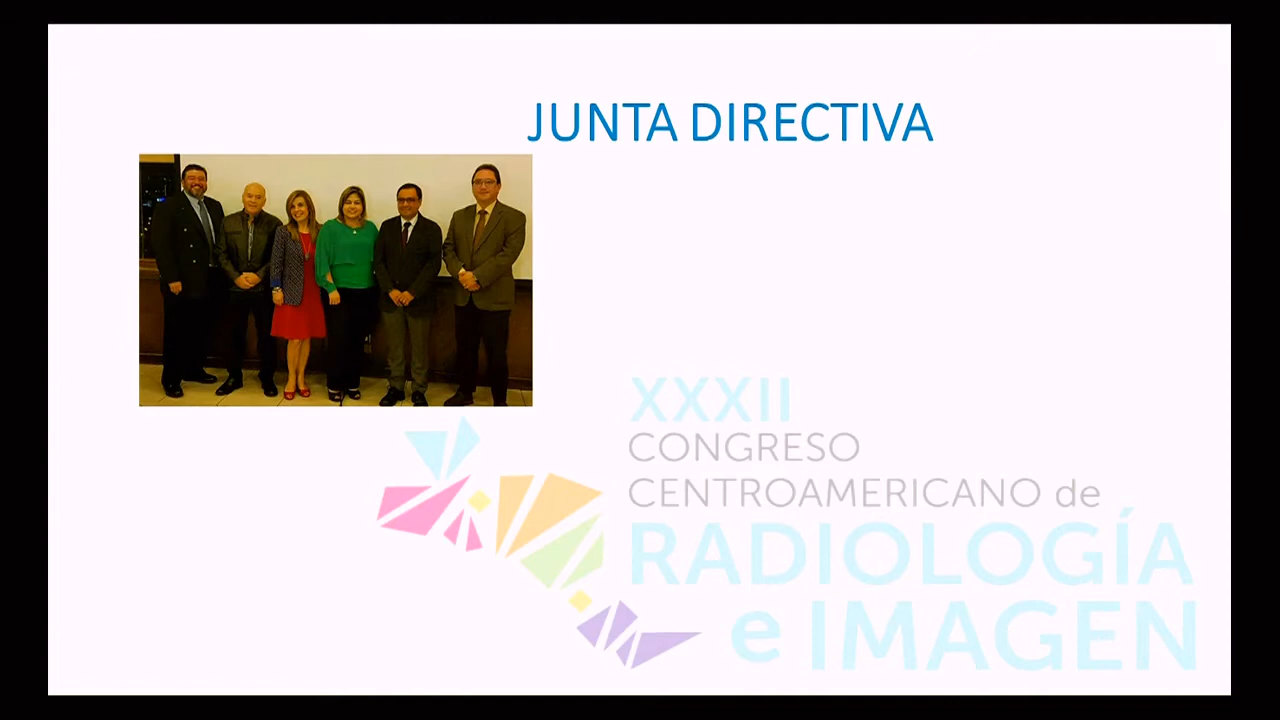 JUNTA DIRECTIVA
XXXII
CONGRESO
CENTROAMERICANO de
RADIOLOGÍA
e IMAGEN